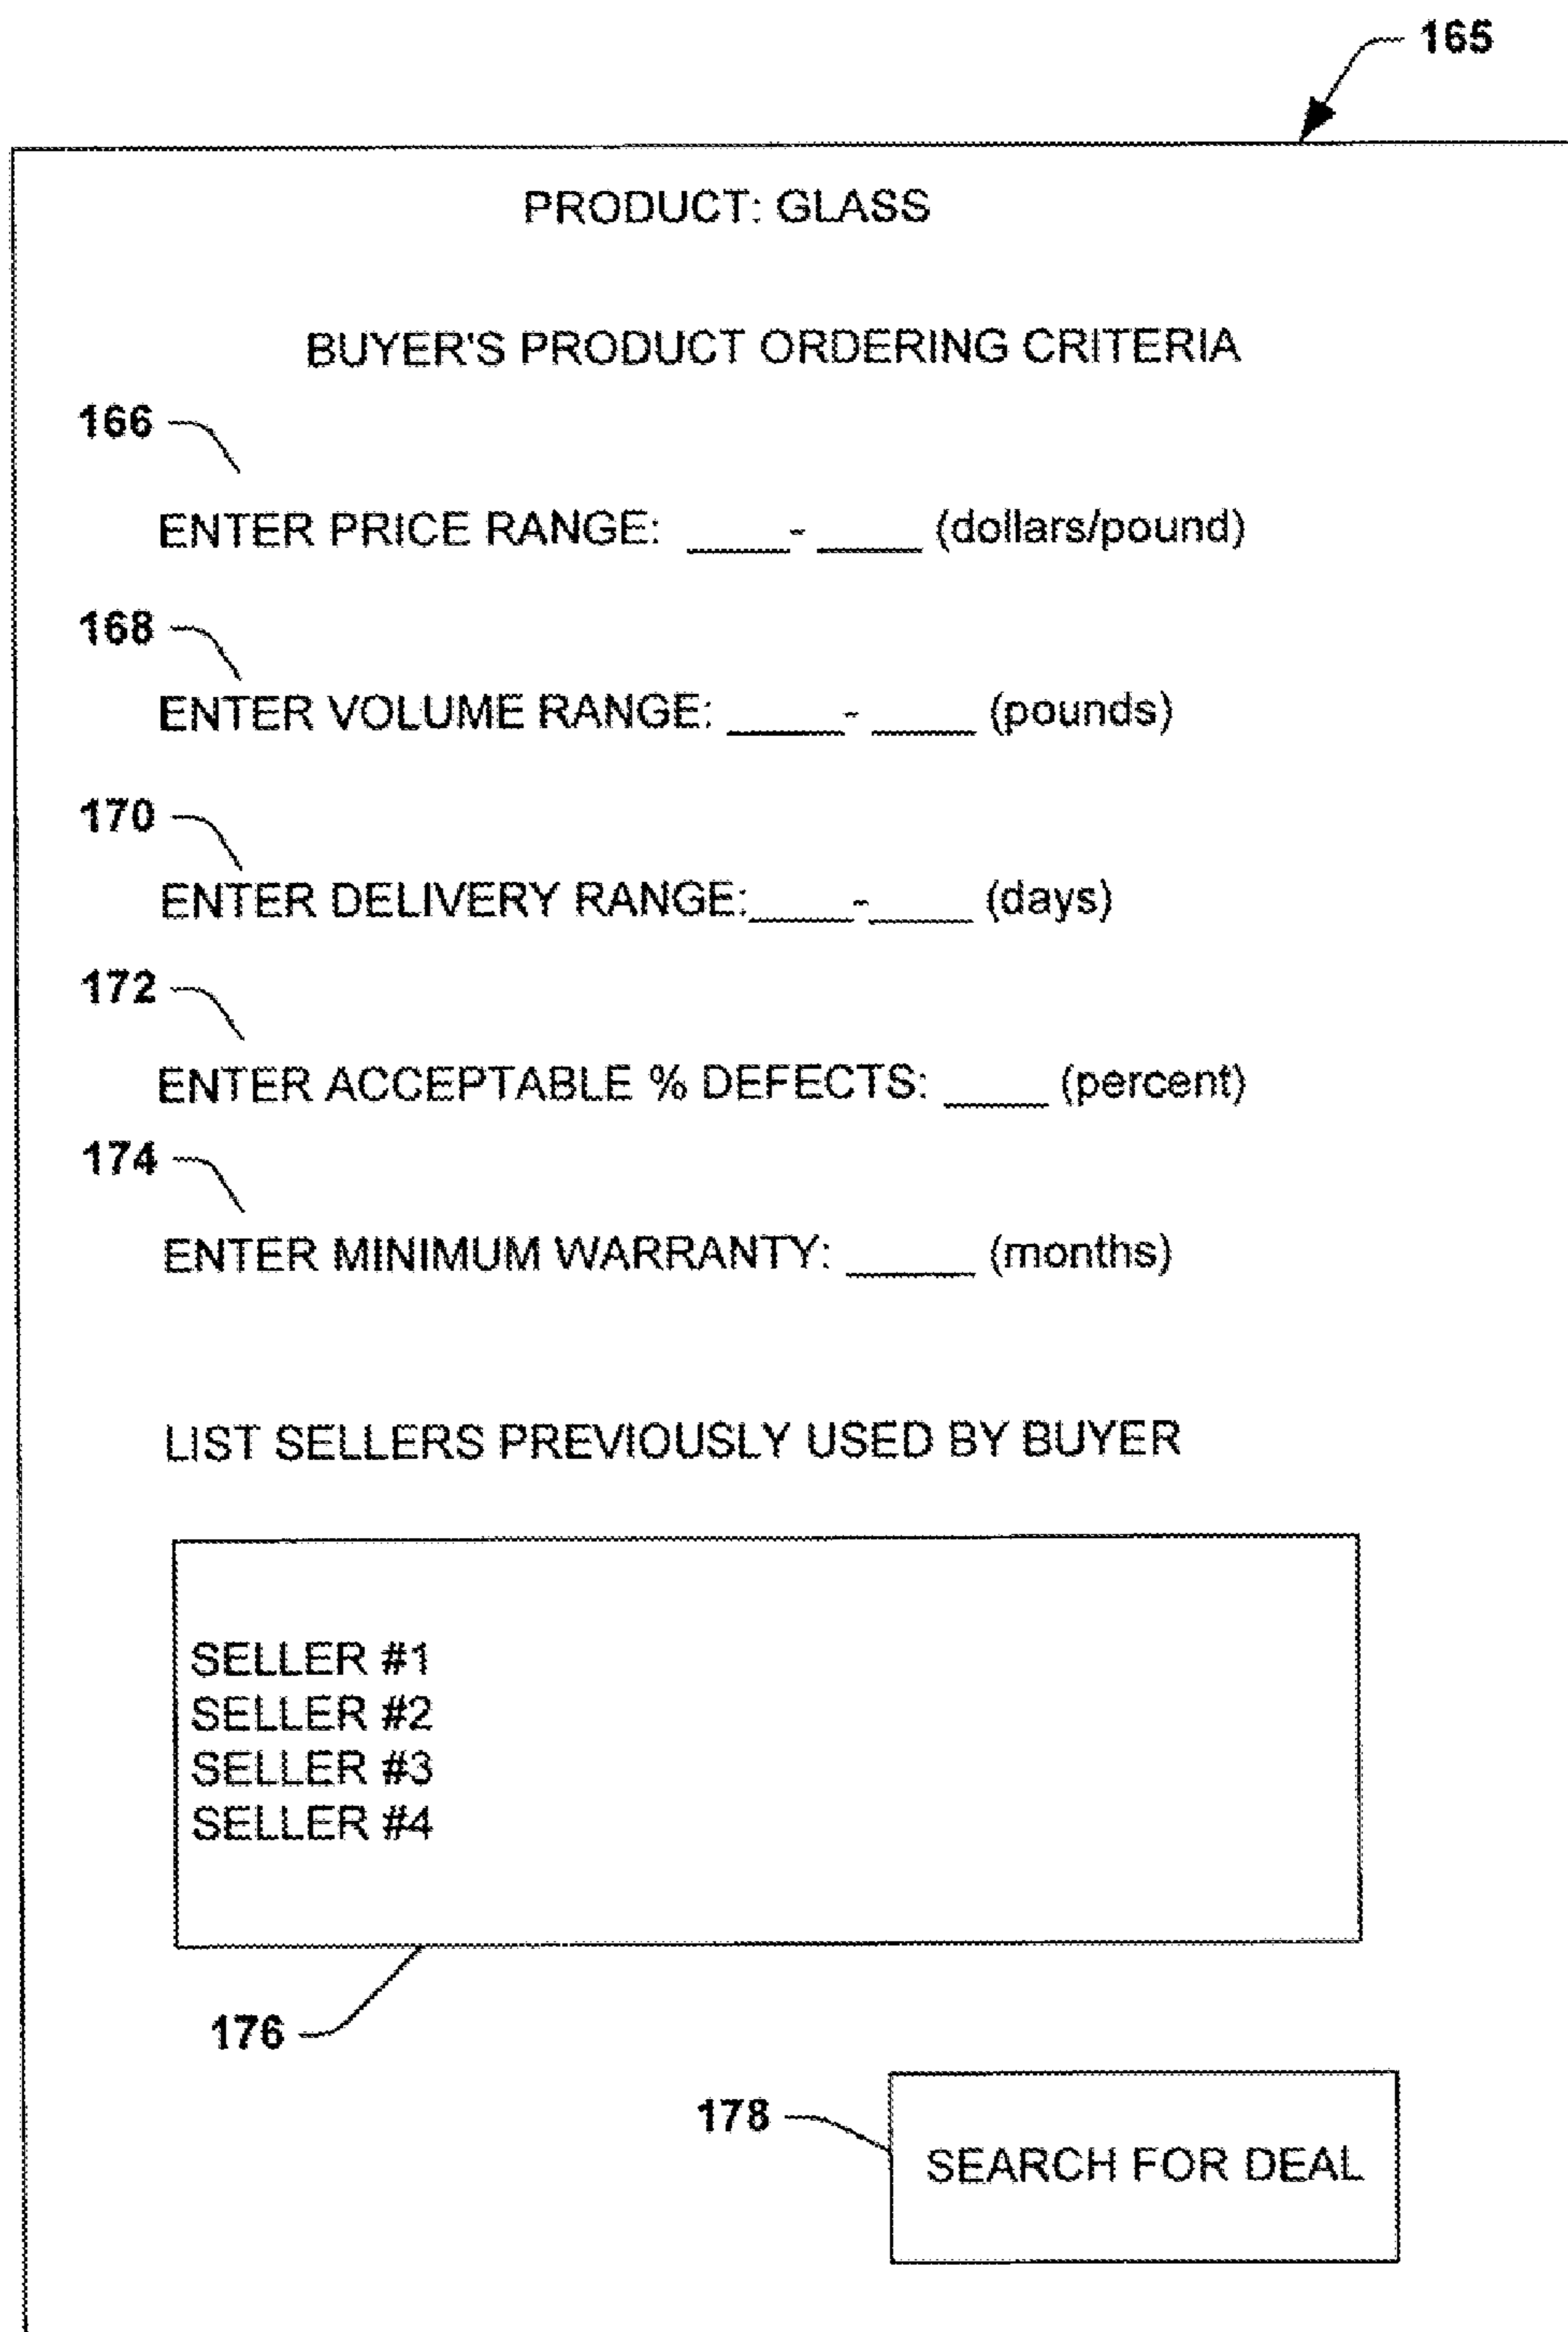 165
PRODUCT: GLASS
BUYER'S PRODUCT ORDERING CRITERIA
166
ENTER PRICE RANGE: ____-____ (dollars/pound)
168
ENTER VOLUME RANGE: ____-____ (pounds)
170
ENTER DELIVERY RANGE:____-____ (days)
172
ENTER ACCEPTABLE % DEFECTS: ____ (percent)
174
ENTER MINIMUM WARRANTY: _____ (months)
LIST SELLERS PREVIOUSLY USED BY BUYER
SELLER #1
SELLER #2
SELLER #3
SELLER #4
176
178
SEARCH FOR DEAL